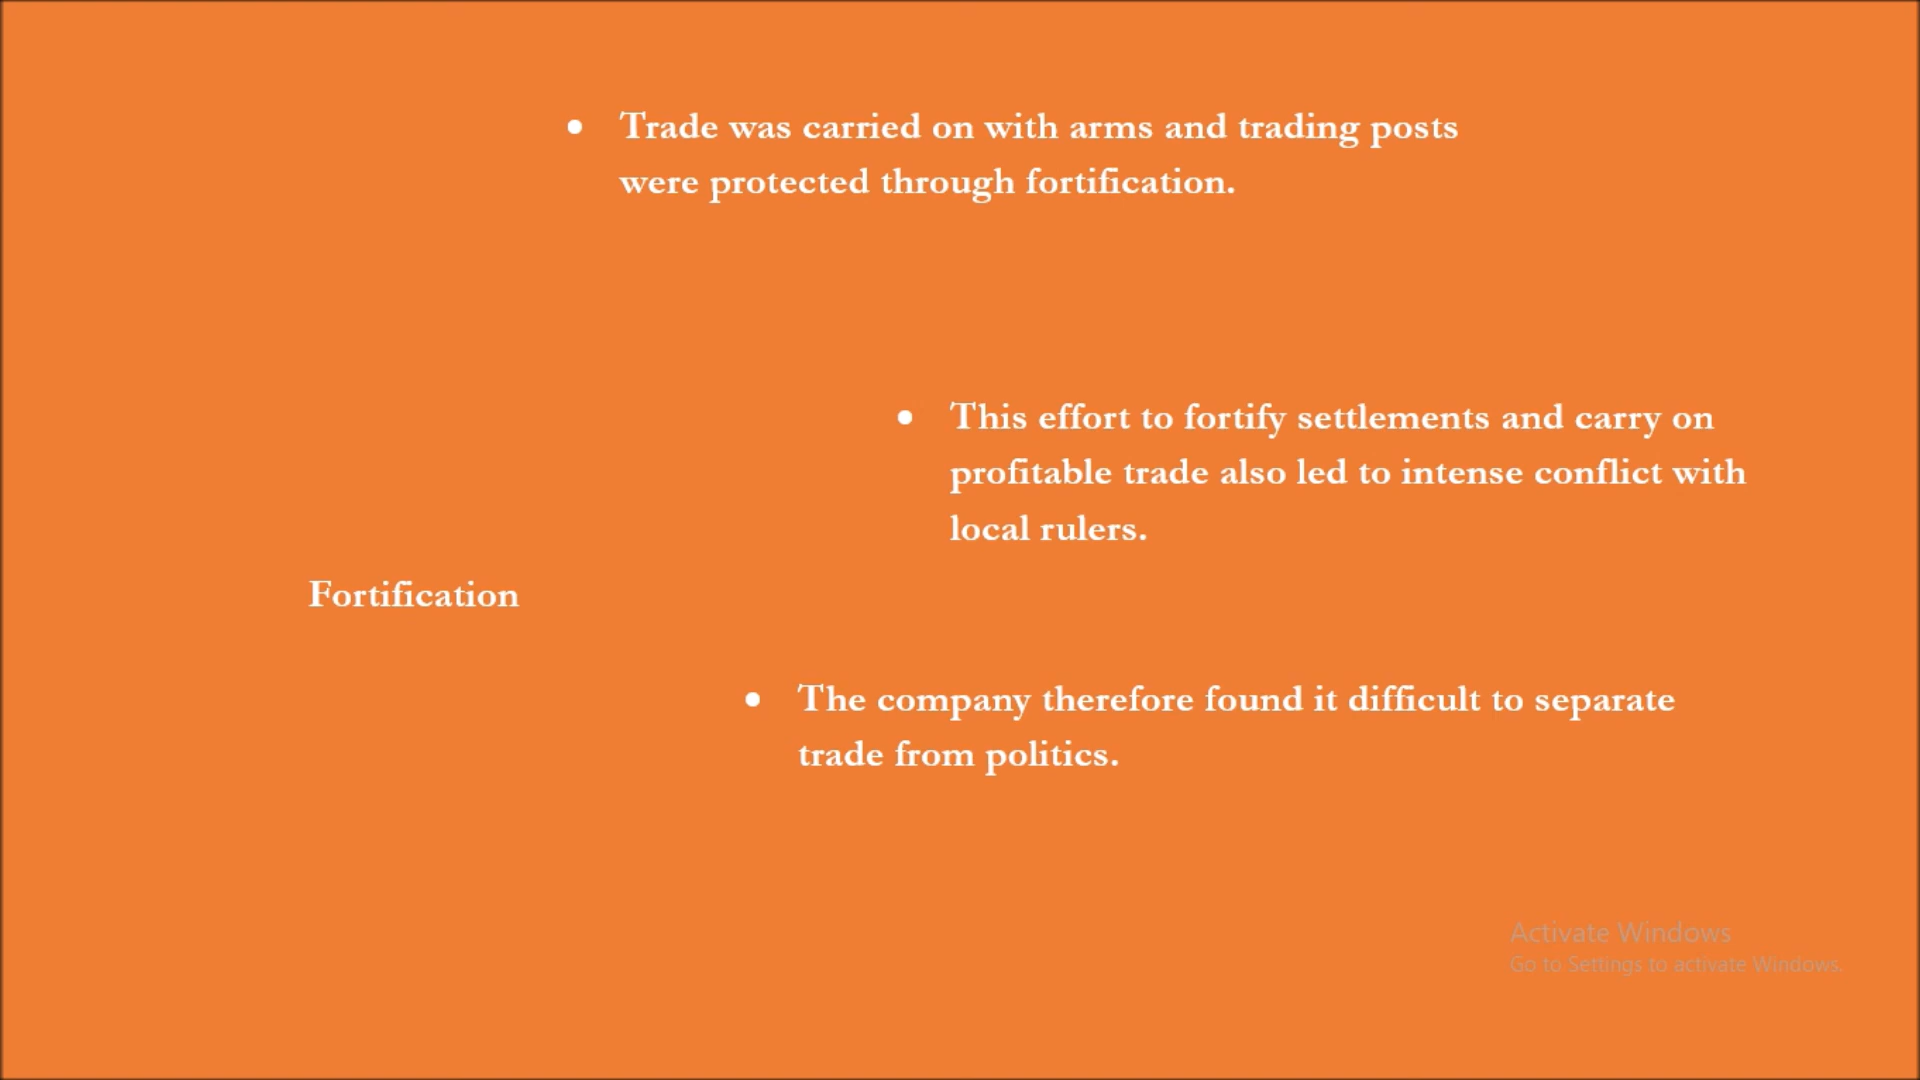 Trade was carried on with arms and trading posts
were protected through fortification.
This effort to fortify settlements and carry on
profitable trade also led to intense conflict with
local rulers.
Fortification
The company therefore found it difficult to separate
trade from politics.
Activate Windows
Go to Settings to activate Windows.